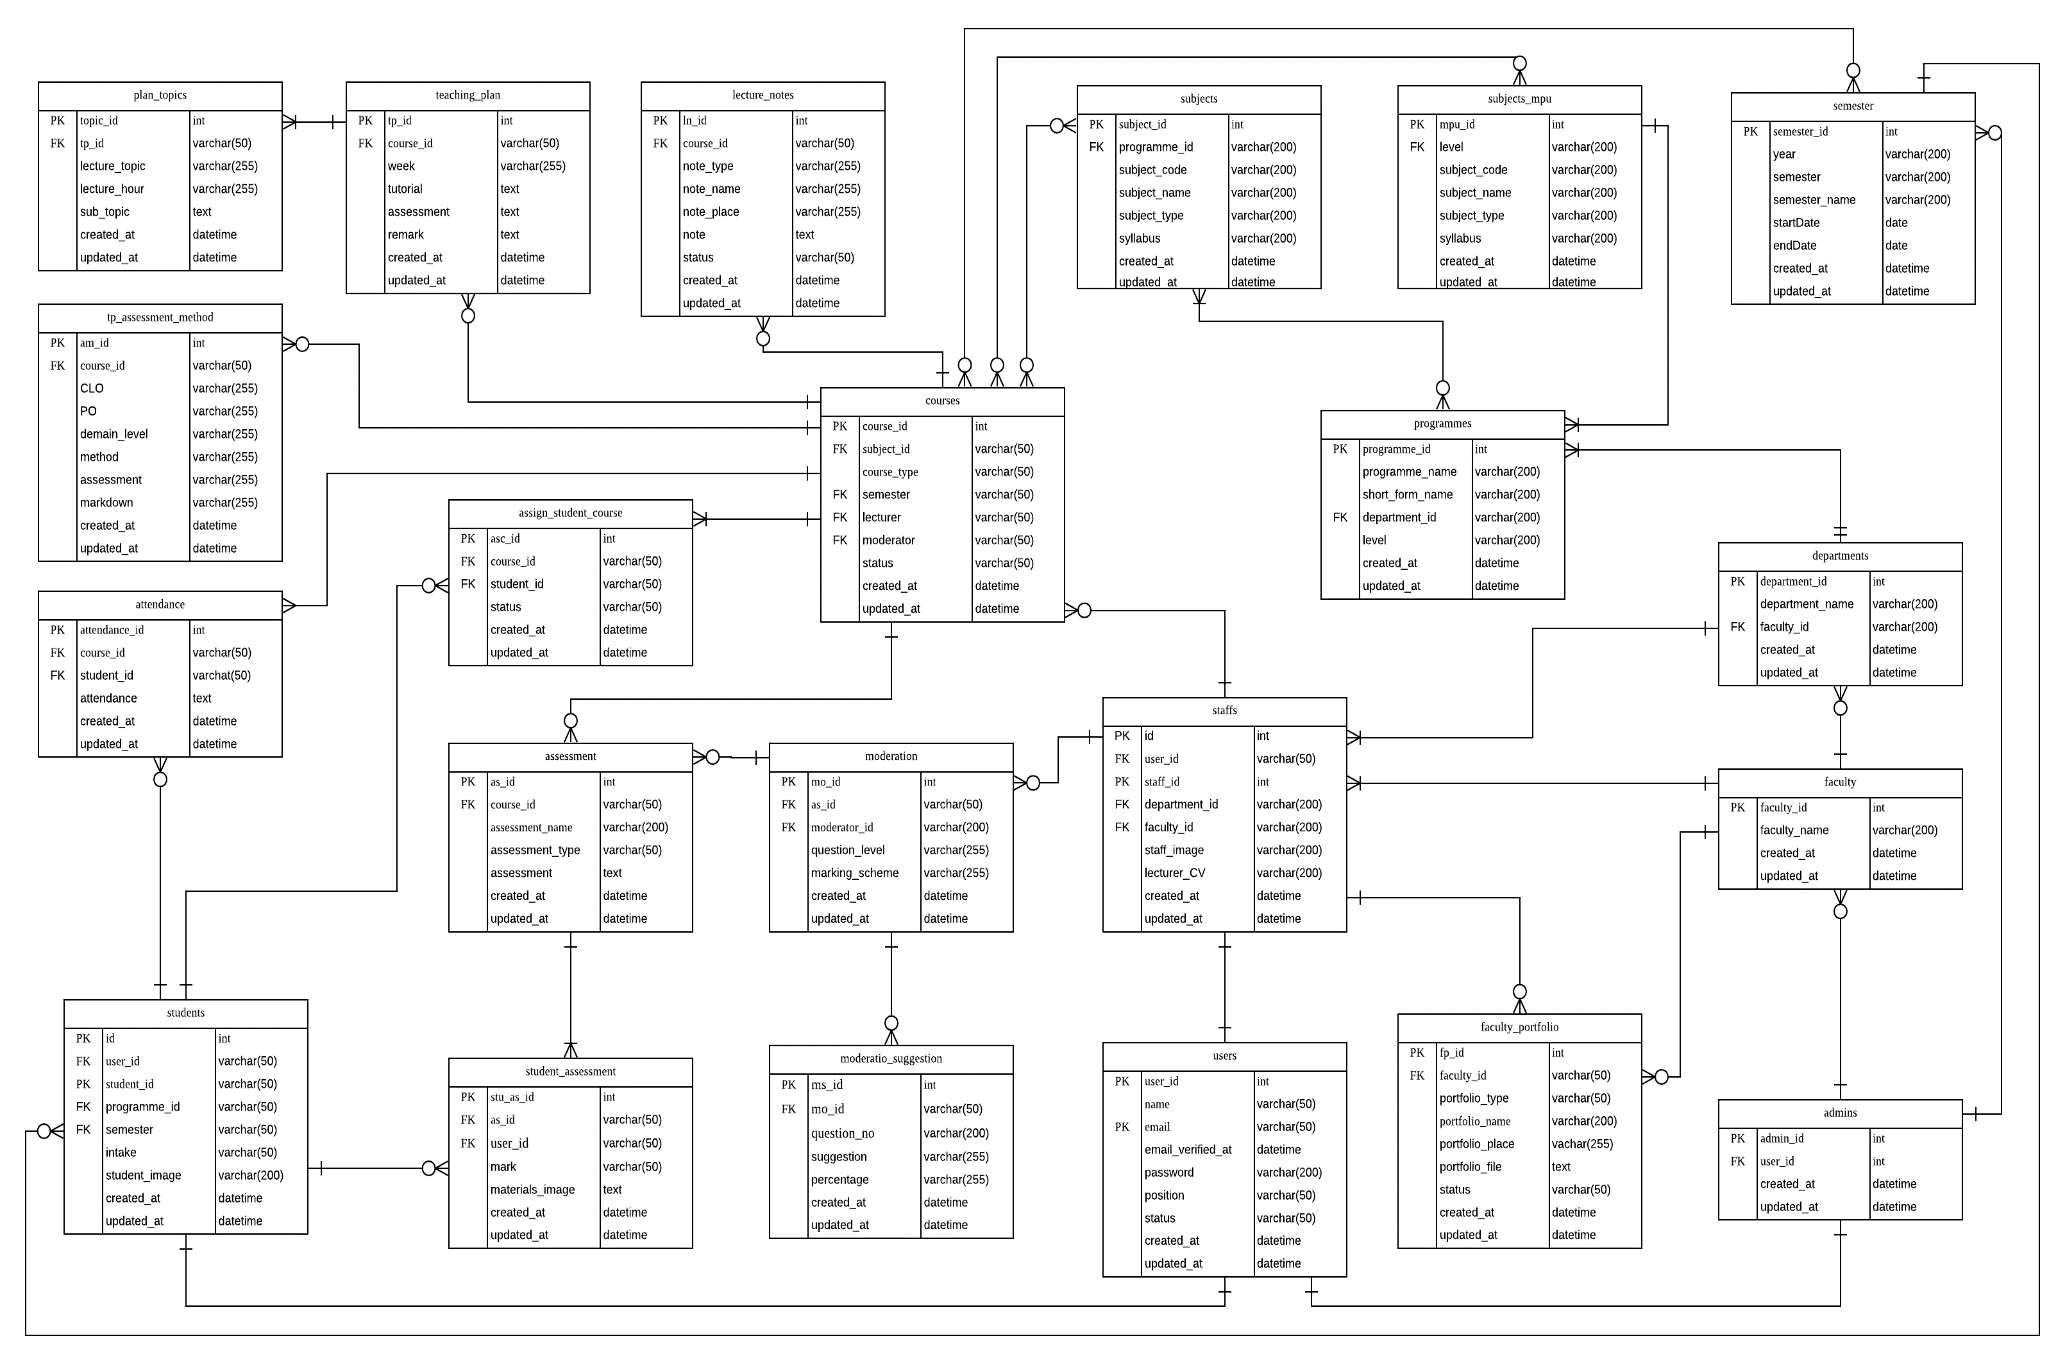 plan_topics
PK topic_id int
FK tp_id varchar(50)
lecture_topic varchar(255)
lecture_hour varchar(255)
sub_topic text
created_at datetime
updated_at datetime
teaching_plan
PK tp_id int
FK course_id varchar(50)
week varchar(255)
tutorial text
assessment text
remark text
created_at datetime
updated_at datetime
lecture_notes
PK ln_id int
FK course_id varchar(50)
note_type varchar(255)
note_name varchar(255)
note_place varchar(255)
note text
status varchar(50)
created_at datetime
updated_at datetime
subjects
PK subject_id int
FK programme_id varchar(200)
subject_code varchar(200)
subject_name varchar(200)
subject_type varchar(200)
syllabus varchar(200)
created_at datetime
updated_at datetime
subjects_mpu
PK mpu_id int
FK level varchar(200)
subject_code varchar(200)
subject_name varchar(200)
subject_type varchar(200)
syllabus varchar(200)
created_at datetime
updated_at datetime
semester
PK semester_id int
year varchar(200)
semester varchar(200)
semester_name varchar(200)
startDate date
endDate date
created_at datetime
updated_at datetime
tp_assessment_method
PK am_id int
FK course_id varchar(50)
CLO varchar(255)
PO varchar(255)
demain_level varchar(255)
method varchar(255)
assessment varchar(255)
markdown varchar(255)
created_at datetime
updated_at datetime
courses
PK course_id int
FK subject_id varchar(50)
course_type varchar(50)
FK semester varchar(50)
FK lecturer varchar(50)
FK moderator varchar(50)
status varchar(50)
created_at datetime
updated_at datetime
programmes
PK programme_id int
programme_name varchar(200)
short_form_name varchar(200)
FK department_id varchar(200)
level varchar(200)
created_at datetime
updated_at datetime
assign_student_course
PK asc_id int
FK course_id varchar(50)
FK student_id varchar(50)
status varchar(50)
created_at datetime
updated_at datetime
departments
PK department_id int
department_name varchar(200)
FK faculty_id varchar(200)
created_at datetime
updated_at datetime
attendance
PK attendance_id int
FK course_id varchar(50)
FK student_id varchat(50)
attendance text
created_at datetime
updated_at datetime
assessment
PK as_id int
FK course_id varchar(50)
assessment_name varchar(200)
assessment_type varchar(50)
assessment text
created_at datetime
updated_at datetime
moderation
PK mo_id int
FK as_id varchar(50)
FK moderator_id varchar(200)
question_level varchar(255)
marking_scheme varchar(255)
created_at datetime
updated_at datetime
staffs
PK id int
FK user_id varchar(50)
PK staff_id int
FK department_id varchar(200)
FK faculty_id varchar(200)
staff_image varchar(200)
lecturer_CV varchar(200)
created_at datetime
updated_at datetime
faculty
PK faculty_id int
faculty_name varchar(200)
created_at datetime
updated_at datetime
students
PK id int
FK user_id varchar(50)
PK student_id varchar(50)
FK programme_id varchar(50)
FK semester varchar(50)
intake varchar(50)
student_image varchar(200)
created_at datetime
updated_at datetime
student_assessment
PK stu_as_id int
FK as_id varchar(50)
FK user_id varchar(50)
mark varchar(50)
materials_image text
created_at datetime
updated_at datetime
moderatio_suggestion
PK ms_id int
FK mo_id varchar(50)
question_no varchar(200)
suggestion varchar(255)
percentage varchar(255)
created_at datetime
updated_at datetime
users
PK user_id int
name varchar(50)
PK email varchar(50)
email_verified_at datetime
password varchar(200)
position varchar(50)
status varchar(50)
created_at datetime
updated_at datetime
faculty_portfolio
PK fp_id int
FK faculty_id varchar(50)
portfolio_type varchar(50)
portfolio_name varchar(200)
portfolio_place vachar(255)
portfolio_file text
status varchar(50)
created_at datetime
updated_at datetime
admins
PK admin_id int
FK user_id int
created_at datetime
updated_at datetime